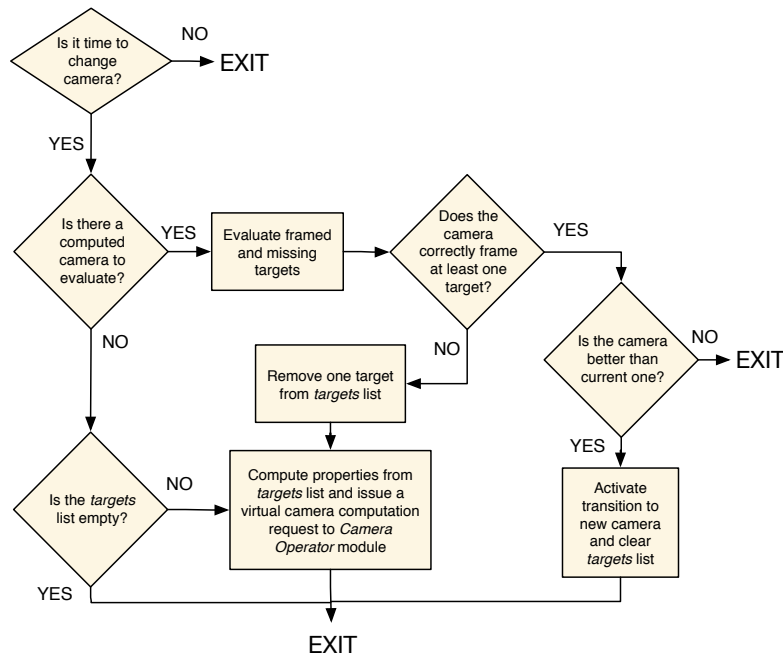 Is it time to
change
camera?
NO
EXIT
YES
Is there a
computed
camera to
evaluate?
YES
Evaluate framed
and missing
targets
Does the
camera
correctly frame
at least one
target?
YES
NO
NO
Is the camera
better than
current one?
NO
EXIT
Remove one target
from targets list
YES
Is the targets
list empty?
NO
Compute properties from
targets list and issue a
virtual camera computation
request to Camera
Operator module
Activate
transition to
new camera
and clear
targets list
YES
EXIT